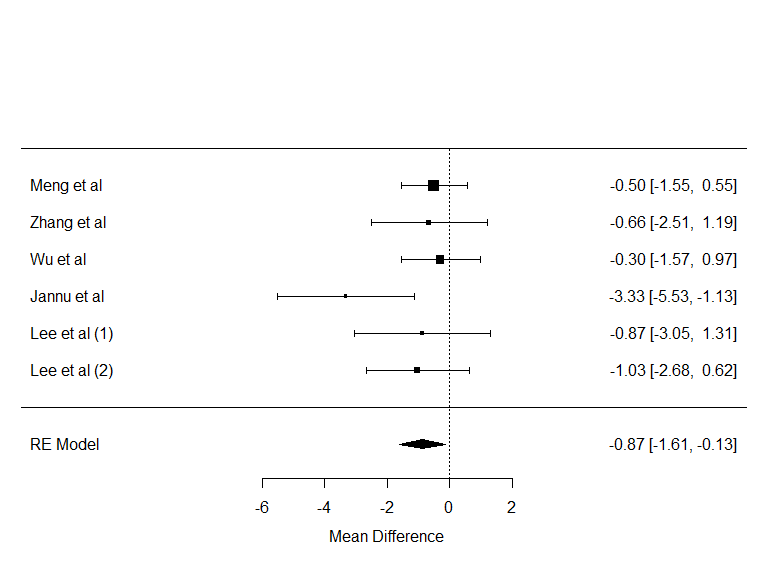 Meng et al -0.50 [-1.55, 0.55]
Zhang et al -0.66 [-2.51, 1.19]
Wu et al -0.30 [-1.57, 0.97]
Jannu et al -3.33 [-5.53, -1.13]
Lee et al (1) -0.87 [-3.05, 1.31]
Lee et al (2) -1.03 [-2.68, 0.62]
RE Model -0.87 [-1.61, -0.13]
-6 -4 -2 0 2
Mean Difference